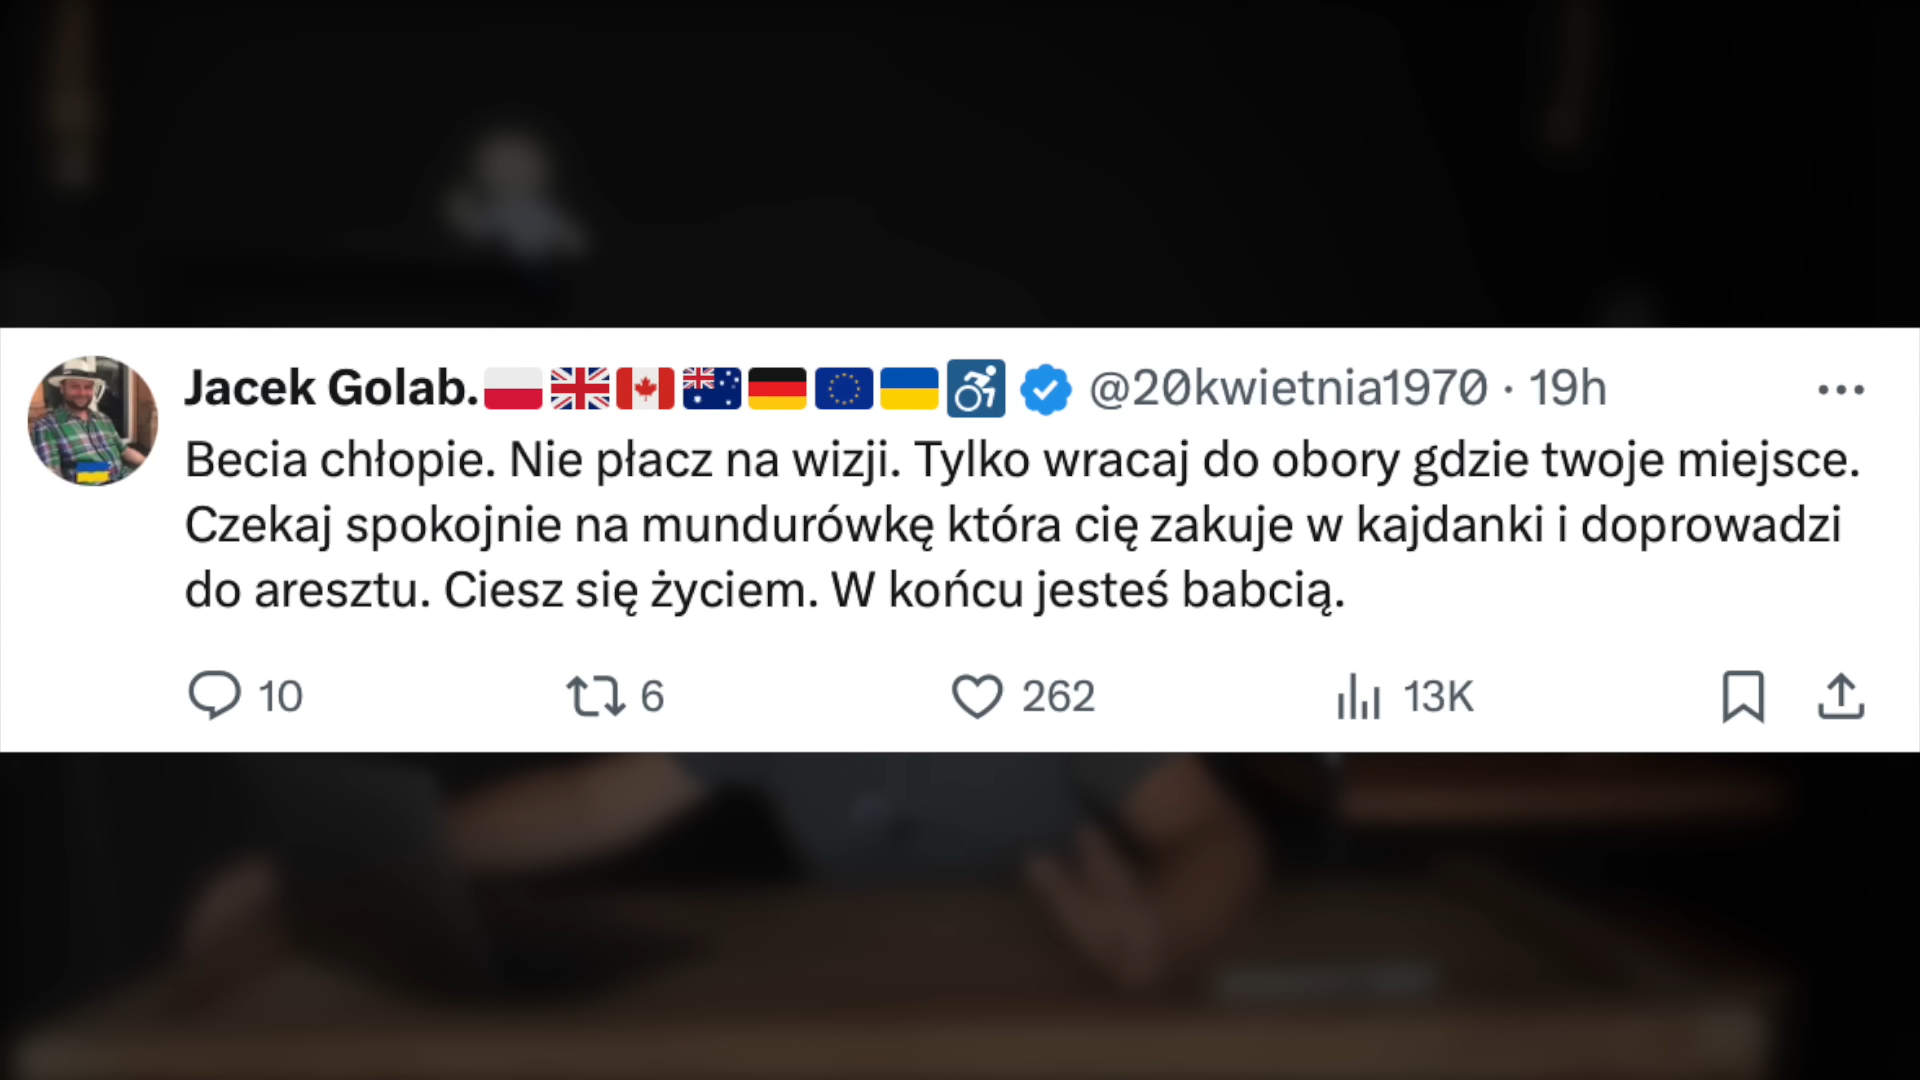 Jacek Golab.🇵🇱🇬🇧🇨🇦🇦🇺🇩🇪🇪🇺🇺🇦♿ @20kwietnia1970 · 19h
Becia chłopie. Nie płacz na wizji. Tylko wracaj do obory gdzie twoje miejsce.
Czekaj spokojnie na mundurówkę która cię zakuje w kajdanki i doprowadzi
do aresztu. Ciesz się życiem. W końcu jesteś babcią.
10 6 262 13K